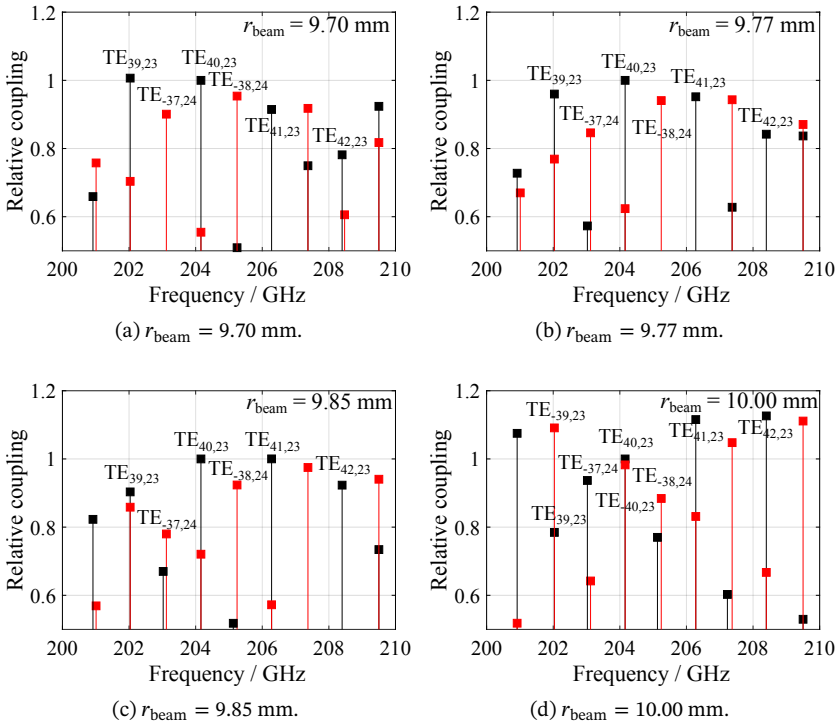 1.2
r_beam = 9.70 mm
TE_39,23
TE_40,23
TE_-38,24
1
TE_-37,24
TE_41,23
TE_42,23
0.8
0.6
Relative coupling
200 202 204 206 208 210
Frequency / GHz
(a) r_beam = 9.70 mm.
1.2
r_beam = 9.77 mm
TE_39,23
TE_40,23
TE_41,23
1
TE_-37,24
TE_-38,24
TE_42,23
0.8
0.6
Relative coupling
200 202 204 206 208 210
Frequency / GHz
(b) r_beam = 9.77 mm.
1.2
r_beam = 9.85 mm
TE_40,23
TE_41,23
1
TE_39,23
TE_-38,24
TE_42,23
TE_-37,24
0.8
0.6
Relative coupling
200 202 204 206 208 210
Frequency / GHz
(c) r_beam = 9.85 mm.
1.2
r_beam = 10.00 mm
TE_-39,23
TE_40,23
TE_41,23
TE_42,23
1
TE_-37,24
TE_-38,24
TE_-40,23
TE_39,23
0.8
0.6
Relative coupling
200 202 204 206 208 210
Frequency / GHz
(d) r_beam = 10.00 mm.